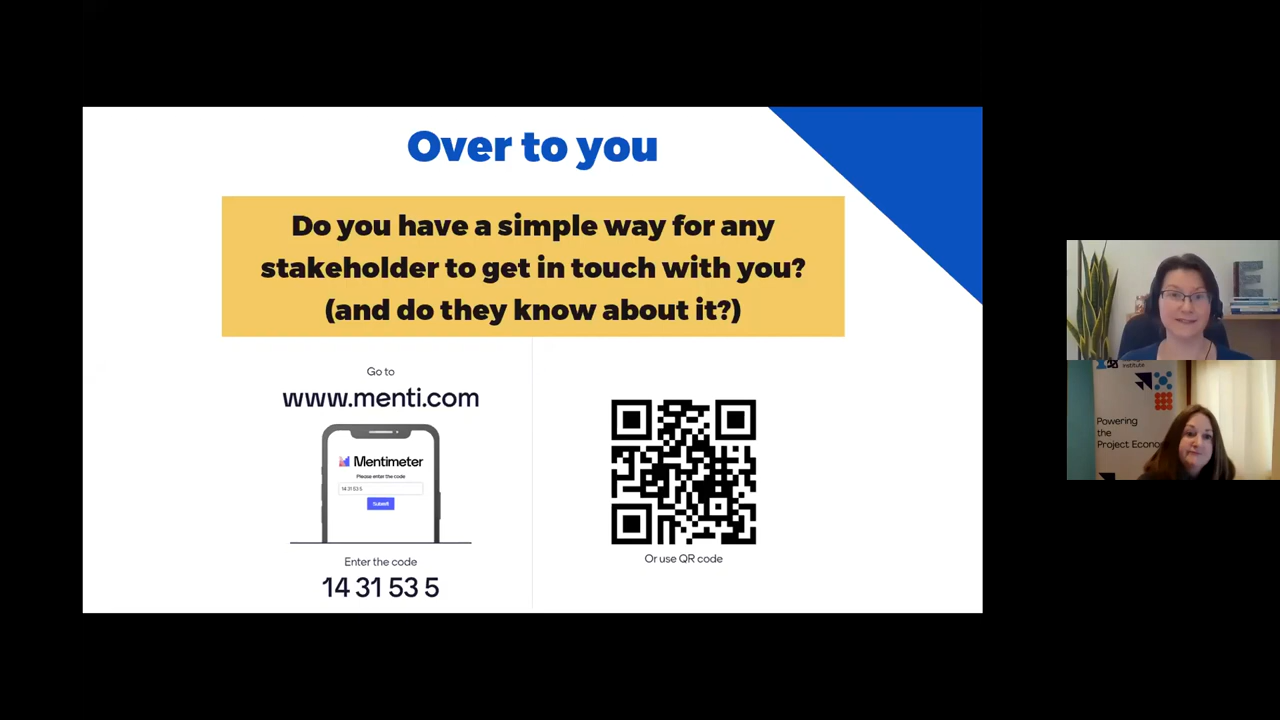 Over to you
Do you have a simple way for any
stakeholder to get in touch with you?
(and do they know about it?)
Go to
www.menti.com
Mentimeter
Please enter the code
14 31 53 5
Submit
Enter the code
14 31 53 5
Or use QR code
Institute
Powering
the
Project Econo